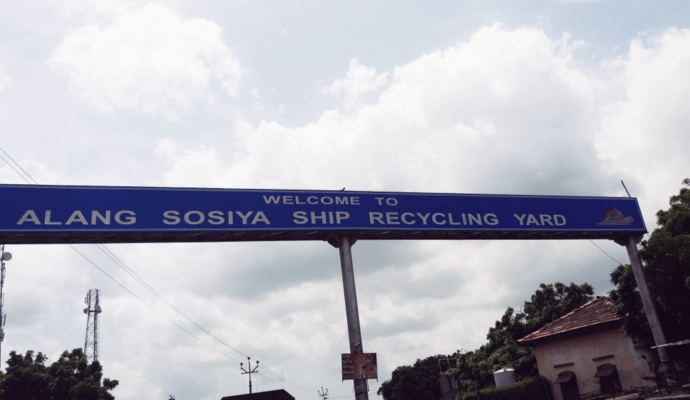 WELCOME TO
ALANG SOSIYA SHIP RECYCLING YARD